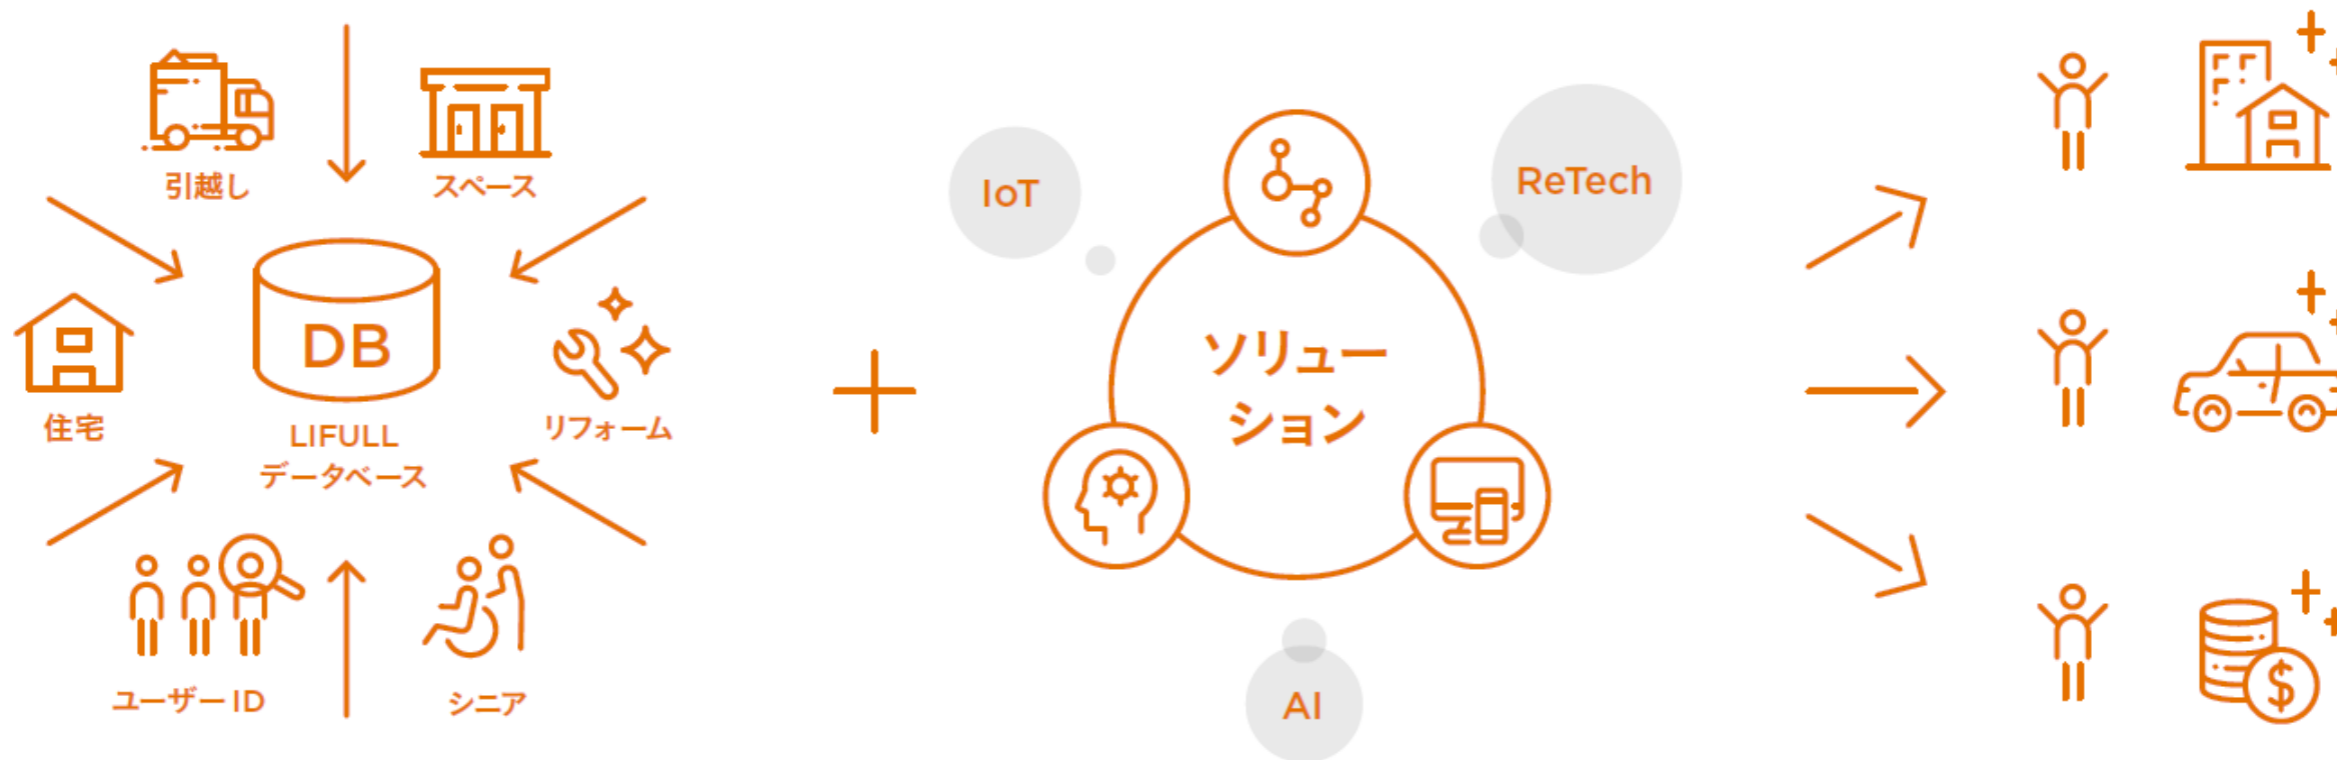 引越し
スペース
DB
住宅
LIFULL
データベース
リフォーム
ユーザーID
シニア
IoT
ReTech
ソリュー
ション
AI
$